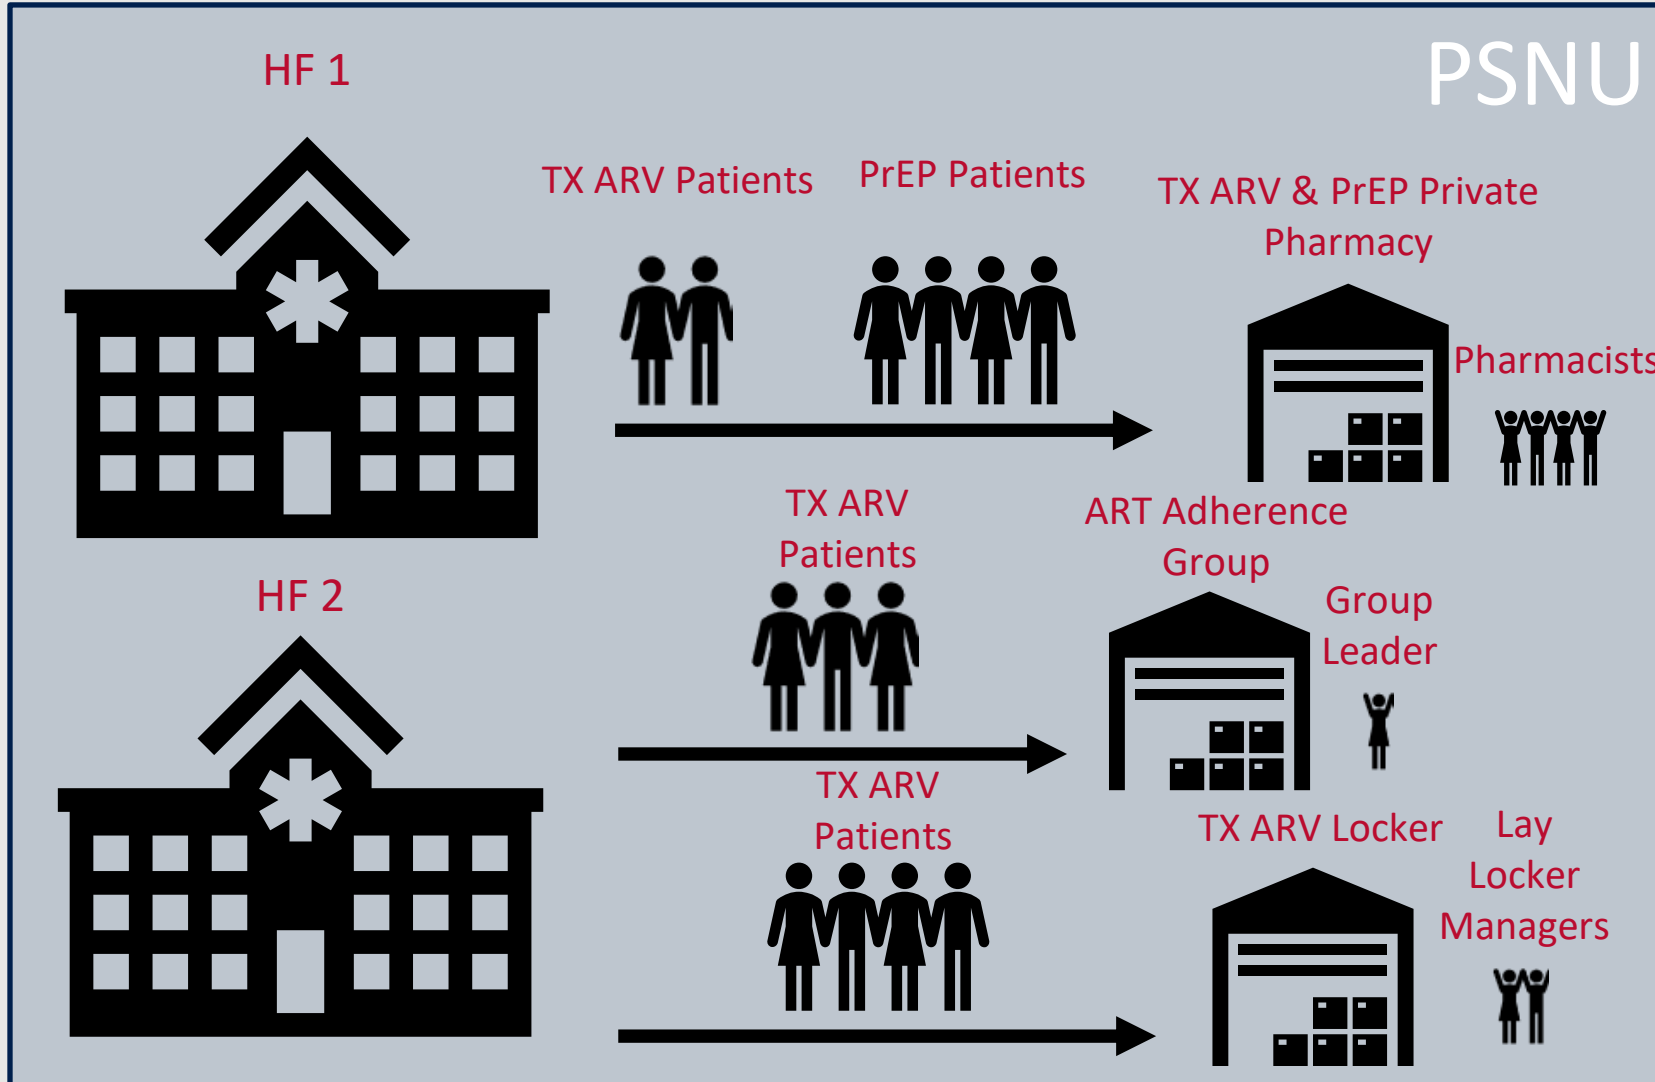 PSNU
HF 1
TX ARV Patients
PrEP Patients
TX ARV & PrEP Private
Pharmacy
Pharmacists
TX ARV
Patients
ART Adherence
Group
Group
Leader
HF 2
TX ARV
Patients
TX ARV Locker
Lay
Locker
Managers